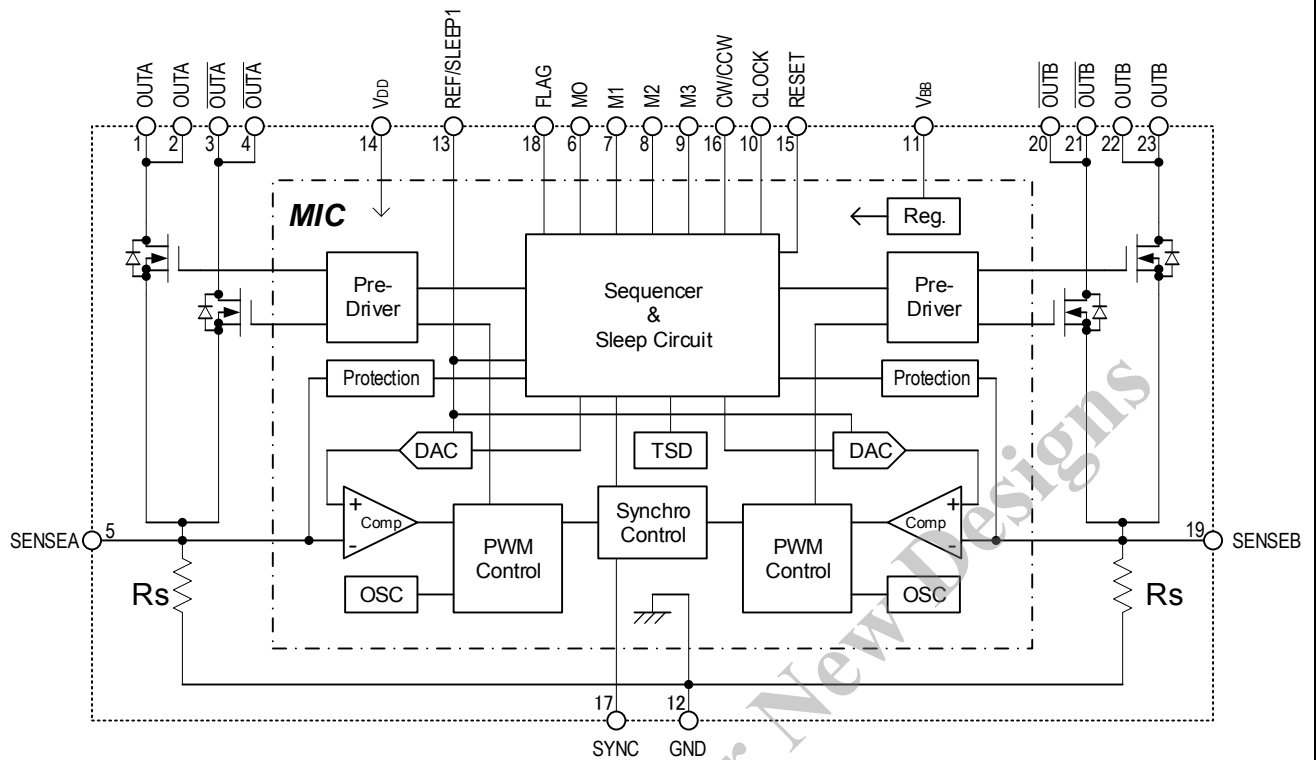 OUTA
OUTA
OUTA
OUTA
VDD
REF/SLEEP1
FLAG
MO
M1
M2
M3
CW/CCW
CLOCK
RESET
VBB
OUTB
OUTB
OUTB
OUTB
1
2
3
4
14
13
18
6
7
8
9
16
10
15
11
20
21
22
23
MIC
Reg.
Pre-
Driver
Sequencer
&
Sleep Circuit
Pre-
Driver
Protection
Protection
DAC
TSD
DAC
+
Comp
-
PWM
Control
Synchro
Control
PWM
Control
+
Comp
-
SENSEA
5
19
SENSEB
Rs
OSC
OSC
Rs
17
SYNC
12
GND
r New Designs